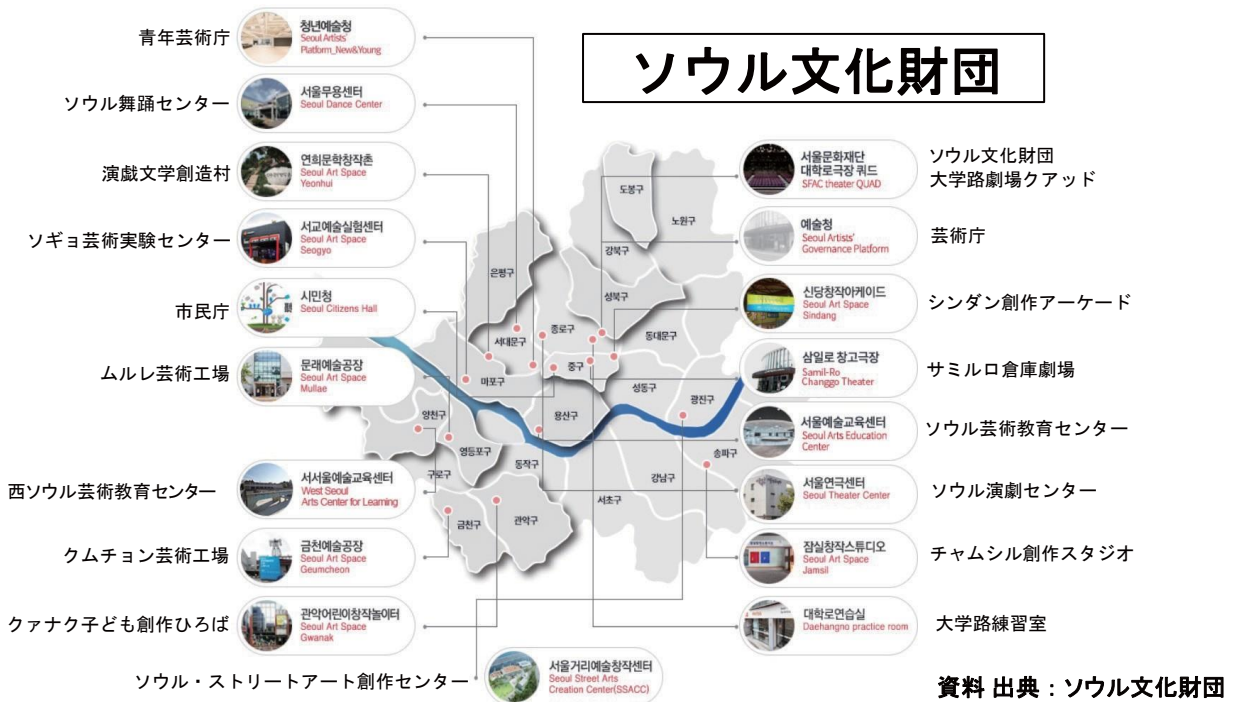 ソウル文化財団
青年芸術庁
청년예술청
Seoul Artists'
Platform_New&Young
ソウル舞踊センター
서울무용센터
Seoul Dance Center
演戯文学創造村
연희문학창작촌
Seoul Art Space
Yeonhui
ソギョ芸術実験センター
서교예술실험센터
Seoul Art Space
Seogyo
市民庁
시민청
Seoul Citizens Hall
ムルレ芸術工場
문래예술공장
Seoul Art Space
Mullae
西ソウル芸術教育センター
서서울예술교육센터
West Seoul
Arts Center for Learning
クムチョン芸術工場
금천예술공장
Seoul Art Space
Geumcheon
クァナク子ども創作ひろば
관악어린이창작놀이터
Seoul Art Space
Gwanak
ソウル・ストリートアート創作センター
서울거리예술창작센터
Seoul Street Arts
Creation Center(SSACC)
도봉구
노원구
강북구
은평구
성북구
종로구
서대문구
동대문구
중구
마포구
성동구
광진구
용산구
양천구
영등포구
동작구
구로구
송파구
강남구
서초구
금천구
관악구
서울문화재단
대학로극장 쿼드
SFAC theater QUAD
ソウル文化財団
大学路劇場クアッド
예술청
Seoul Artists'
Governance Platform
芸術庁
신당창작아케이드
Seoul Art Space
Sindang
シンダン創作アーケード
삼일로 창고극장
Samil-Ro
Changgo Theater
サミルロ倉庫劇場
서울예술교육센터
Seoul Arts Education
Center
ソウル芸術教育センター
서울연극센터
Seoul Theater Center
ソウル演劇センター
잠실창작스튜디오
Seoul Art Space
Jamsil
チャムシル創作スタジオ
대학로연습실
Daehangno practice room
大学路練習室
資料 出典：ソウル文化財団